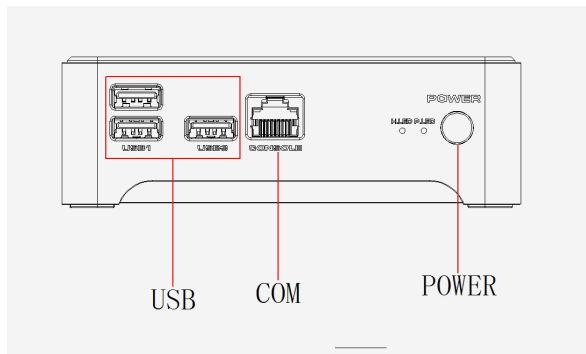 POWER
H.LED P.LED
USB1 USB2 CONSOLE
USB COM POWER